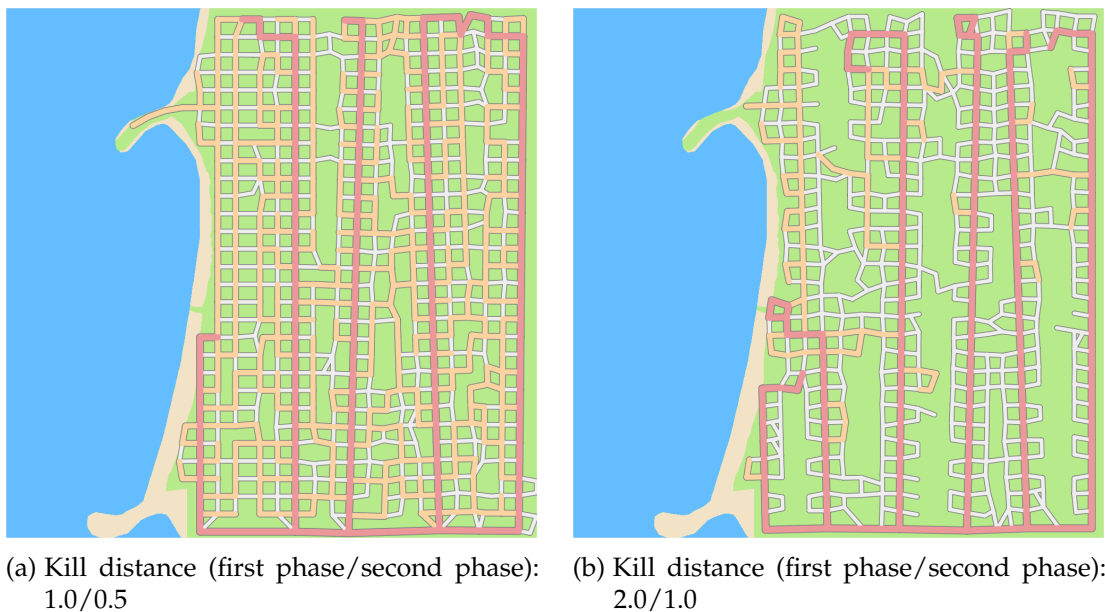 (a) Kill distance (first phase/second phase):
1.0/0.5
(b) Kill distance (first phase/second phase):
2.0/1.0